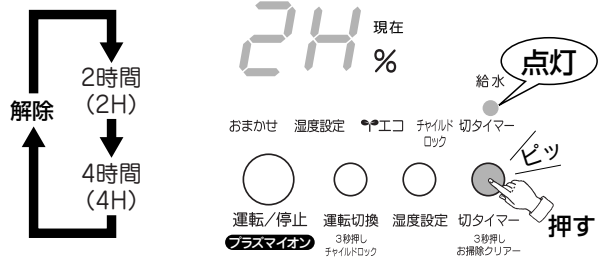 2時間
(2H)
解除
4時間
(4H)
2H 現在
%
点灯
給水
おまかせ 湿度設定 エコ チャイルド
ロック 切タイマー
ピッ
押す
運転/停止 運転切換 湿度設定 切タイマー
プラズマイオン 3秒押し
チャイルドロック 3秒押し
お掃除クリアー